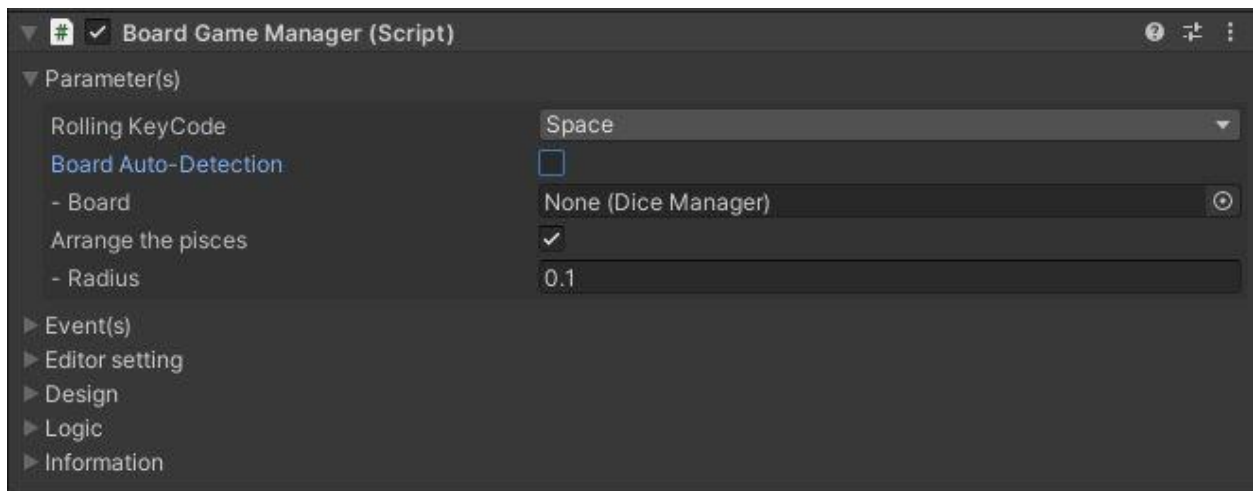 # Board Game Manager (Script)
Parameter(s)
Rolling KeyCode Space
Board Auto-Detection
- Board None (Dice Manager)
Arrange the pisces
- Radius 0.1
Event(s)
Editor setting
Design
Logic
Information